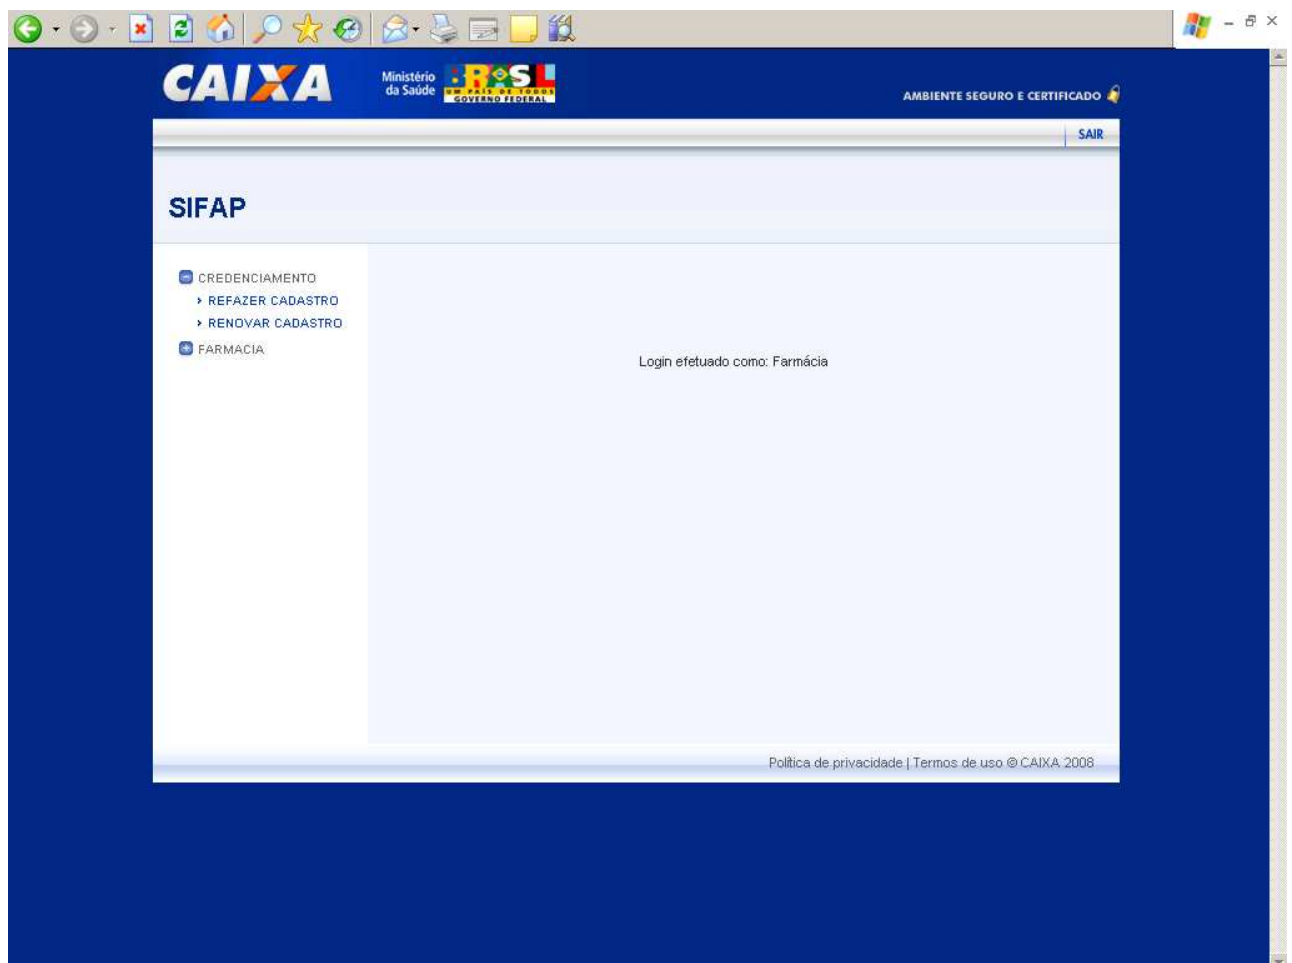 CAIXA
Ministério
da Saúde
BRASIL
UM PAÍS DE TODOS
GOVERNO FEDERAL
AMBIENTE SEGURO E CERTIFICADO
SAIR
SIFAP
CREDENCIAMENTO
REFAZER CADASTRO
RENOVAR CADASTRO
FARMACIA
Login efetuado como: Farmácia
Política de privacidade | Termos de uso © CAIXA 2008